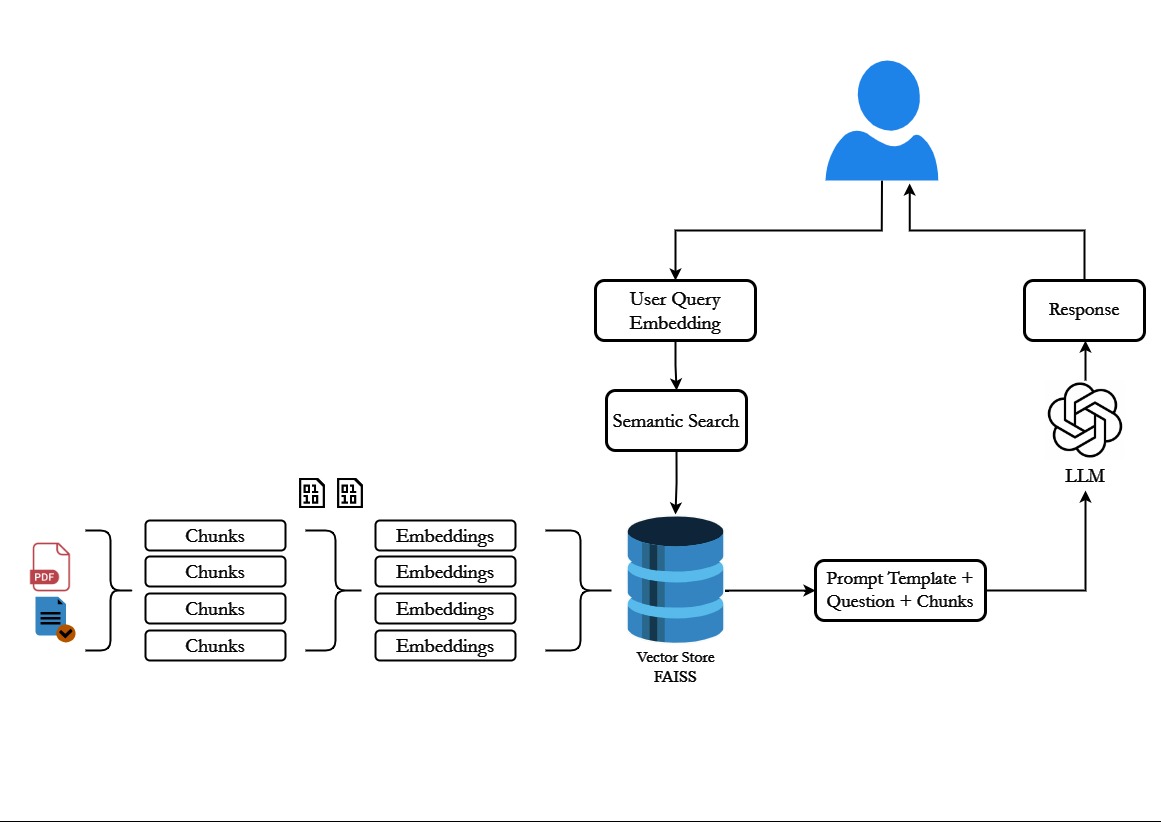 User Query
Embedding
Response
Semantic Search
LLM
01
10
01
10
Chunks
Embeddings
Chunks
Embeddings
Chunks
Embeddings
Chunks
Embeddings
PDF
Prompt Template +
Question + Chunks
Vector Store
FAISS